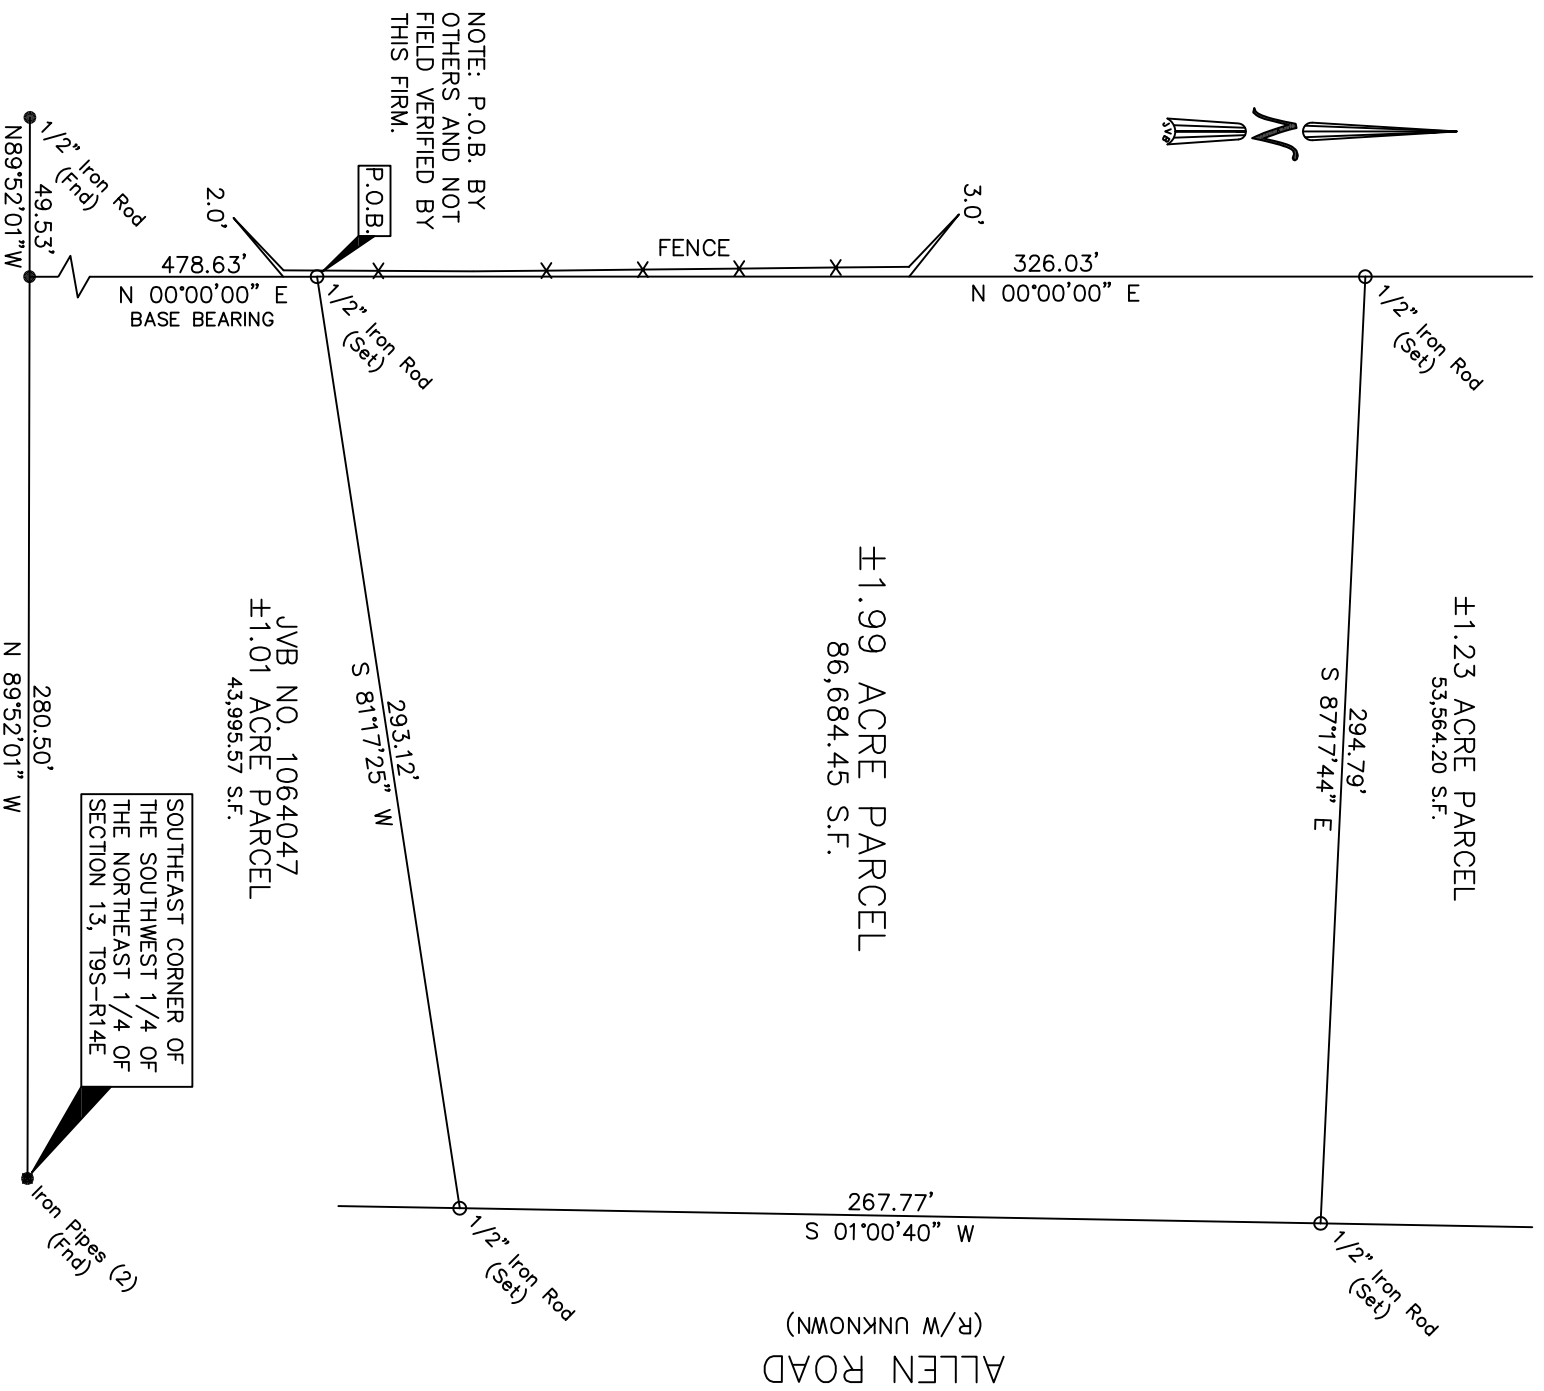 NOTE: P.O.B. BY
OTHERS AND NOT
FIELD VERIFIED BY
THIS FIRM.
JVB
N
P.O.B.
3.0'
2.0'
FENCE
326.03'
N 00°00'00" E
478.63'
N 00°00'00" E
BASE BEARING
1/2" Iron Rod
(Set)
1/2" Iron Rod
(Set)
1/2" Iron Rod
(Fnd)
49.53'
N89°52'01"W
±1.23 ACRE PARCEL
53,564.20 S.F.
294.79'
S 87°17'44" E
±1.99 ACRE PARCEL
86,684.45 S.F.
293.12'
S 81°17'25" W
JVB NO. 1064047
±1.01 ACRE PARCEL
43,995.57 S.F.
280.50'
N 89°52'01" W
SOUTHEAST CORNER OF
THE SOUTHWEST 1/4 OF
THE NORTHEAST 1/4 OF
SECTION 13, T9S-R14E
Iron Pipes (2)
(Fnd)
1/2" Iron Rod
(Set)
267.77'
S 01°00'40" W
1/2" Iron Rod
(Set)
(R/W UNKNOWN)
ALLEN ROAD